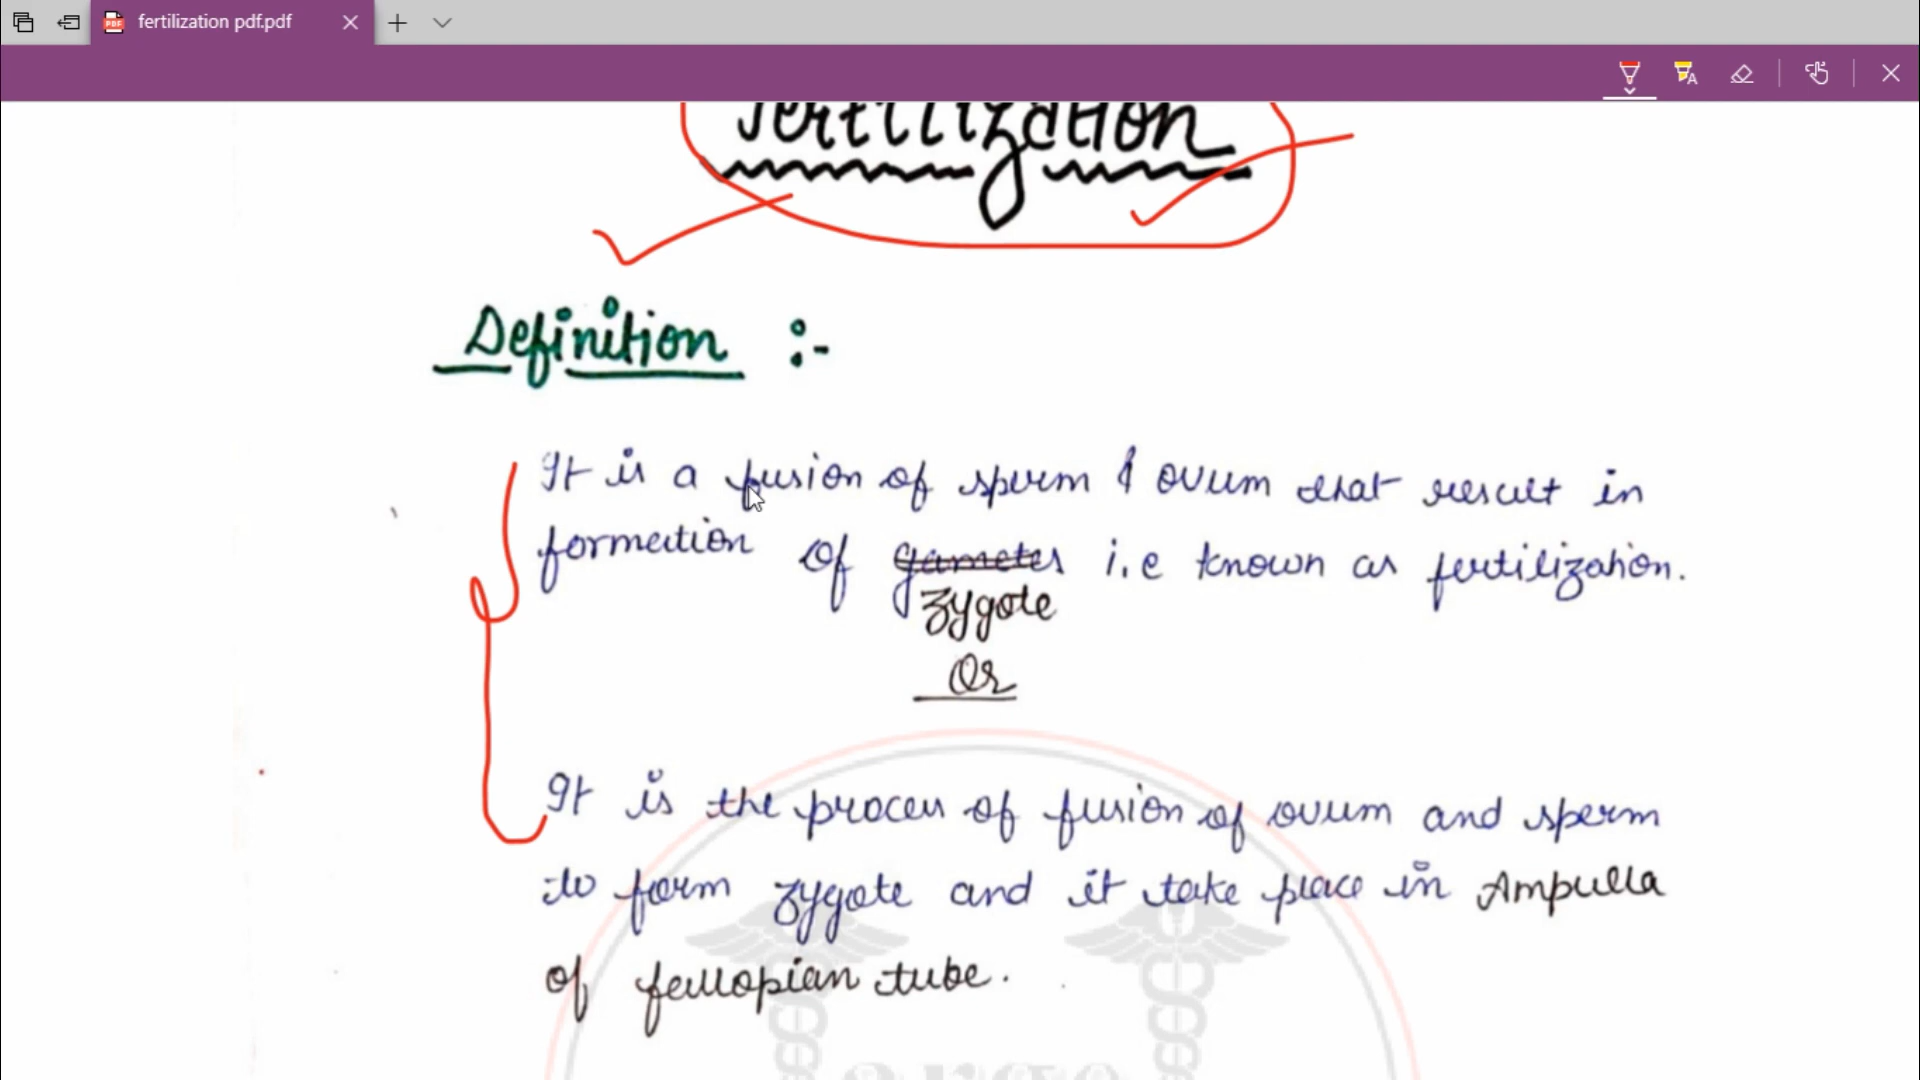 fertilization pdf.pdf
fertilization
Definition :-
It is a fusion of sperm & ovum that result in
formation of gametes i.e known as fertilization.
zygote
Or
It is the process of fusion of ovum and sperm
to form zygote and it take place in Ampulla
of fallopian tube.